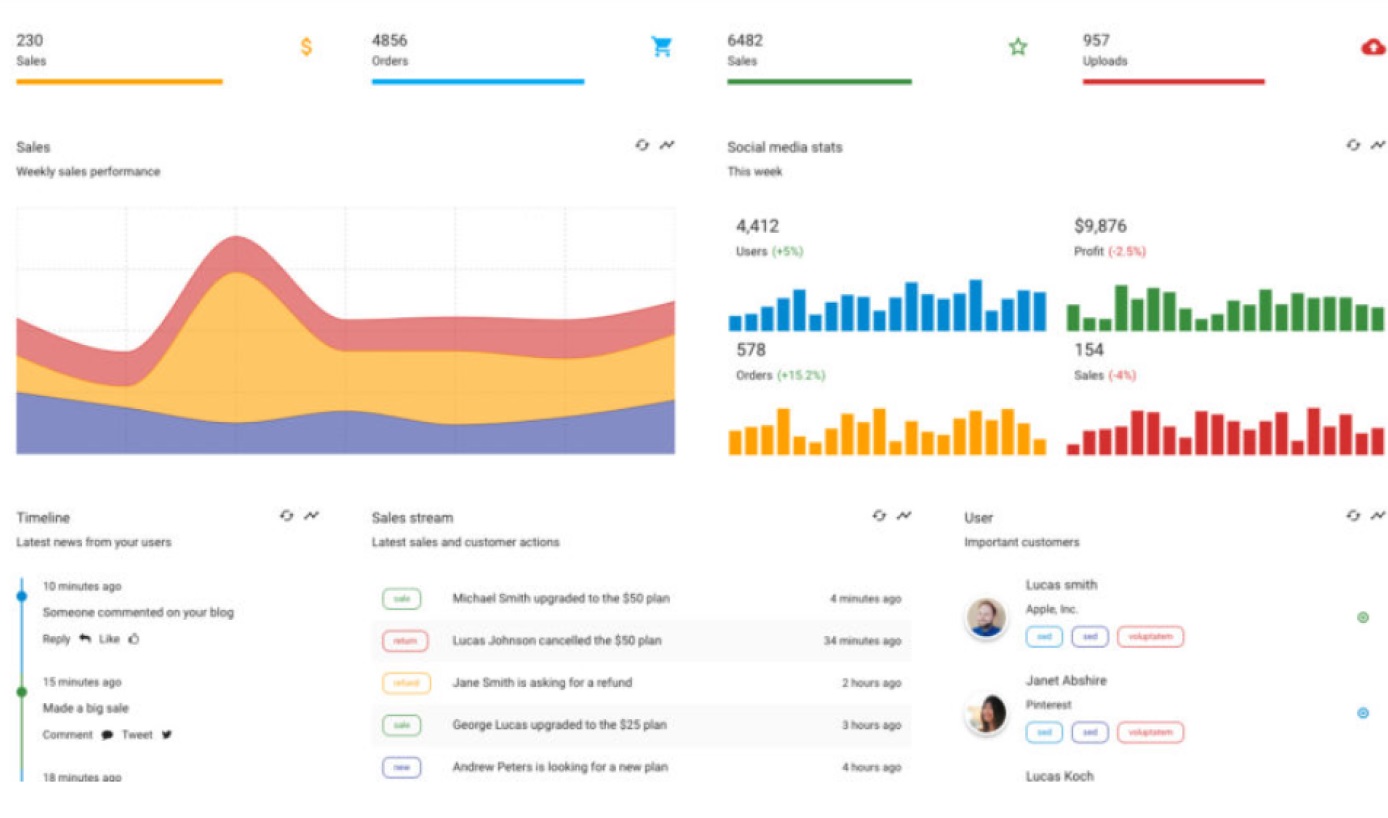 230
Sales
4856
Orders
6482
Sales
957
Uploads
Sales
Weekly sales performance
Social media stats
This week
4,412
Users (+5%)
$9,876
Profit (-2.5%)
578
Orders (+15.2%)
154
Sales (-4%)
Timeline
Latest news from your users
10 minutes ago
Someone commented on your blog
Reply Like
15 minutes ago
Made a big sale
Comment Tweet
18 minutes ago
Sales stream
Latest sales and customer actions
sale Michael Smith upgraded to the $50 plan 4 minutes ago
return Lucas Johnson cancelled the $50 plan 34 minutes ago
refund Jane Smith is asking for a refund 2 hours ago
sale George Lucas upgraded to the $25 plan 3 hours ago
new Andrew Peters is looking for a new plan 4 hours ago
User
Important customers
Lucas smith
Apple, Inc.
sed sed voluptatem
Janet Abshire
Pinterest
sed sed voluptatem
Lucas Koch